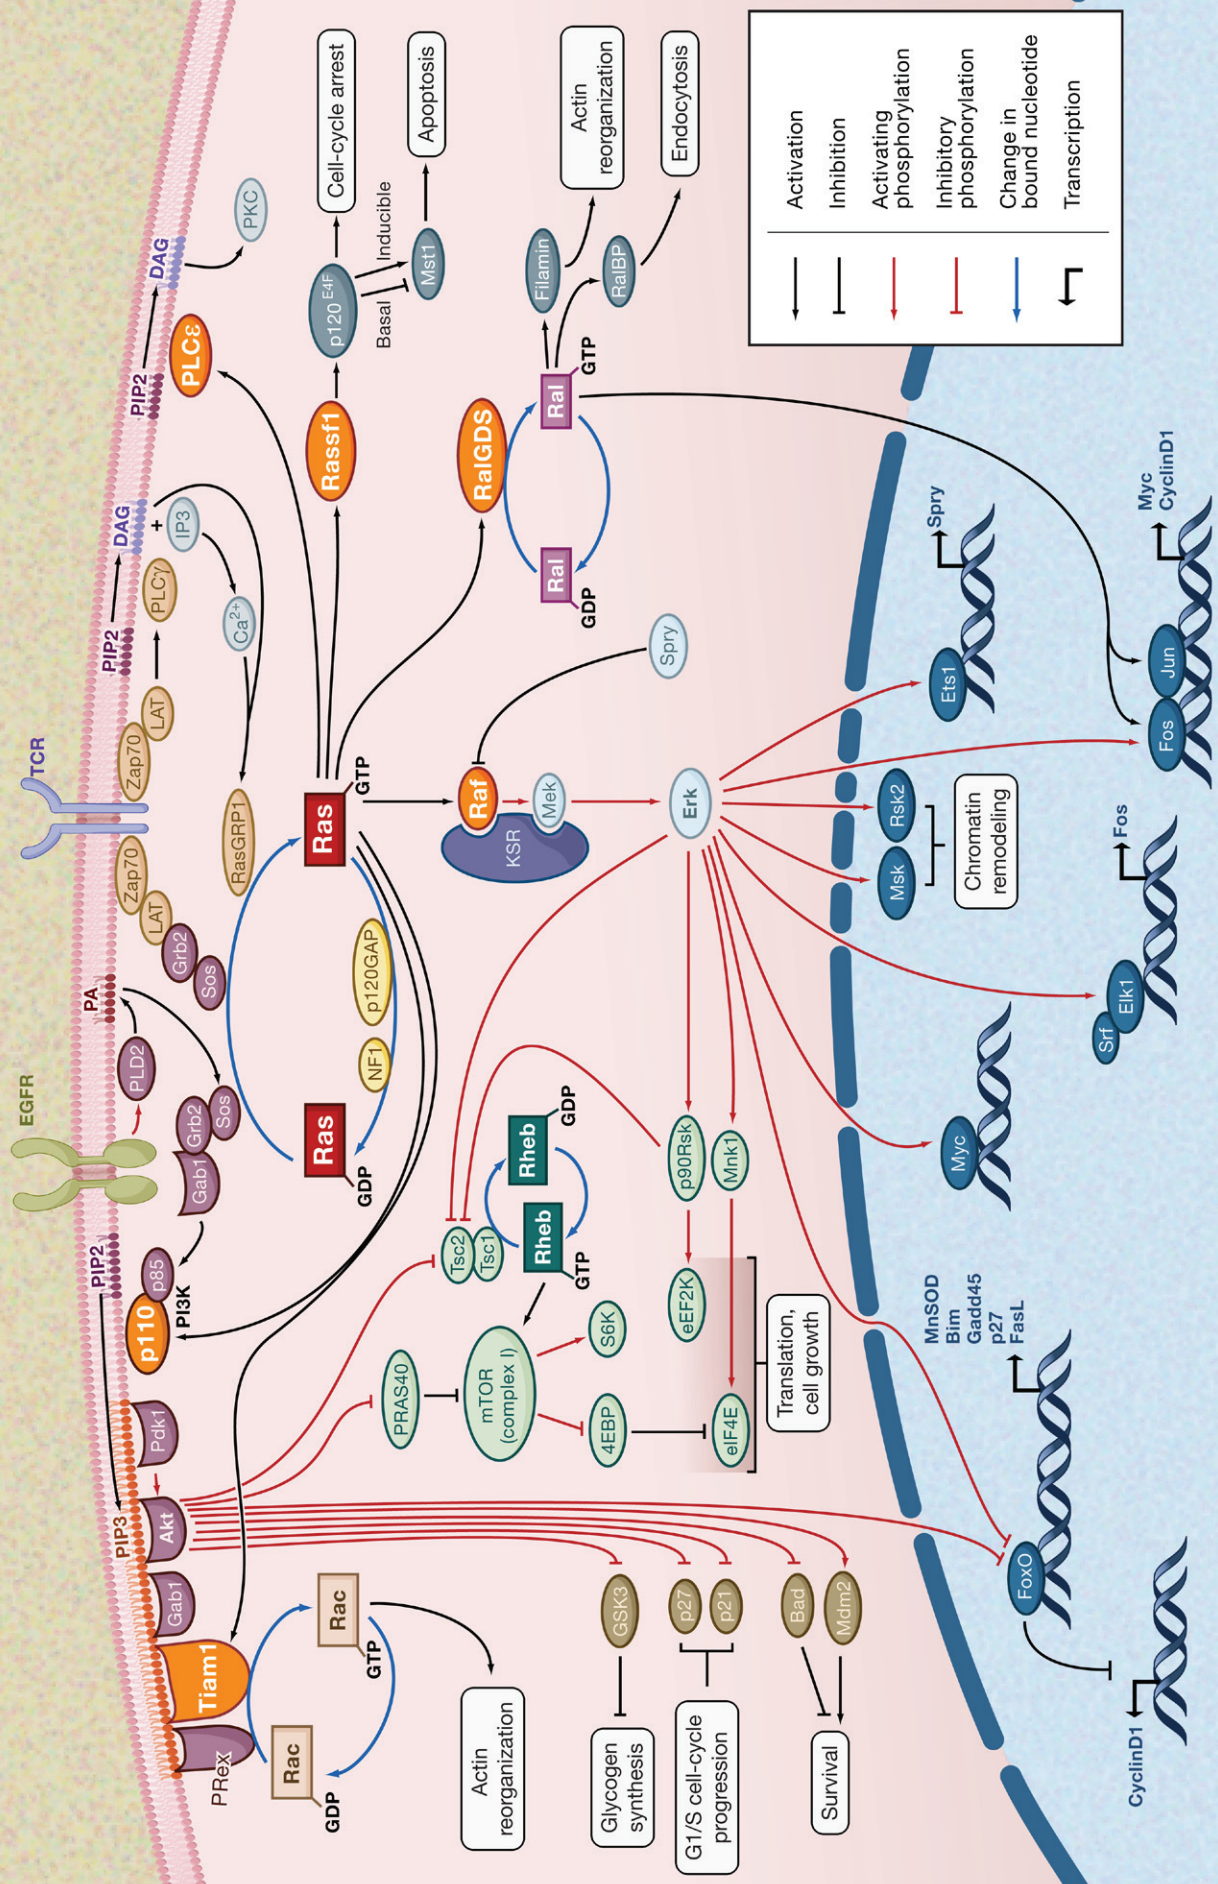 EGFR
TCR
PIP2
PIP3
PA
PIP2
DAG
PIP2
DAG
PRex
Tiam1
Gab1
Akt
Pdk1
p110
p85
PI3K
Gab1
Grb2
Sos
PLD2
Zap70
LAT
Grb2
Sos
Zap70
LAT
PLCγ
+
IP3
Ca2+
RasGRP1
PLCε
PKC
Rac
GDP
Rac
GTP
Actin
reorganization
Ras
GDP
Ras
GTP
NF1
p120GAP
Rassf1
p120 E4F
Basal
Inducible
Mst1
Cell-cycle arrest
Apoptosis
RalGDS
Ral
GDP
Ral
GTP
Filamin
RalBP
Actin
reorganization
Endocytosis
KSR
Raf
Mek
Spry
Erk
PRAS40
Tsc2
Tsc1
Rheb
GTP
Rheb
GDP
mTOR
(complex I)
4EBP
S6K
eEF2K
eIF4E
p90Rsk
Mnk1
Translation,
cell growth
GSK3
p27
p21
Bad
Mdm2
Glycogen
synthesis
G1/S cell-cycle
progression
Survival
FoxO
MnSOD
Bim
Gadd45
p27
FasL
CyclinD1
Myc
Srf
Elk1
Fos
Msk
Rsk2
Chromatin
remodeling
Ets1
Spry
Fos
Jun
Myc
CyclinD1
Activation
Inhibition
Activating
phosphorylation
Inhibitory
phosphorylation
Change in
bound nucleotide
Transcription